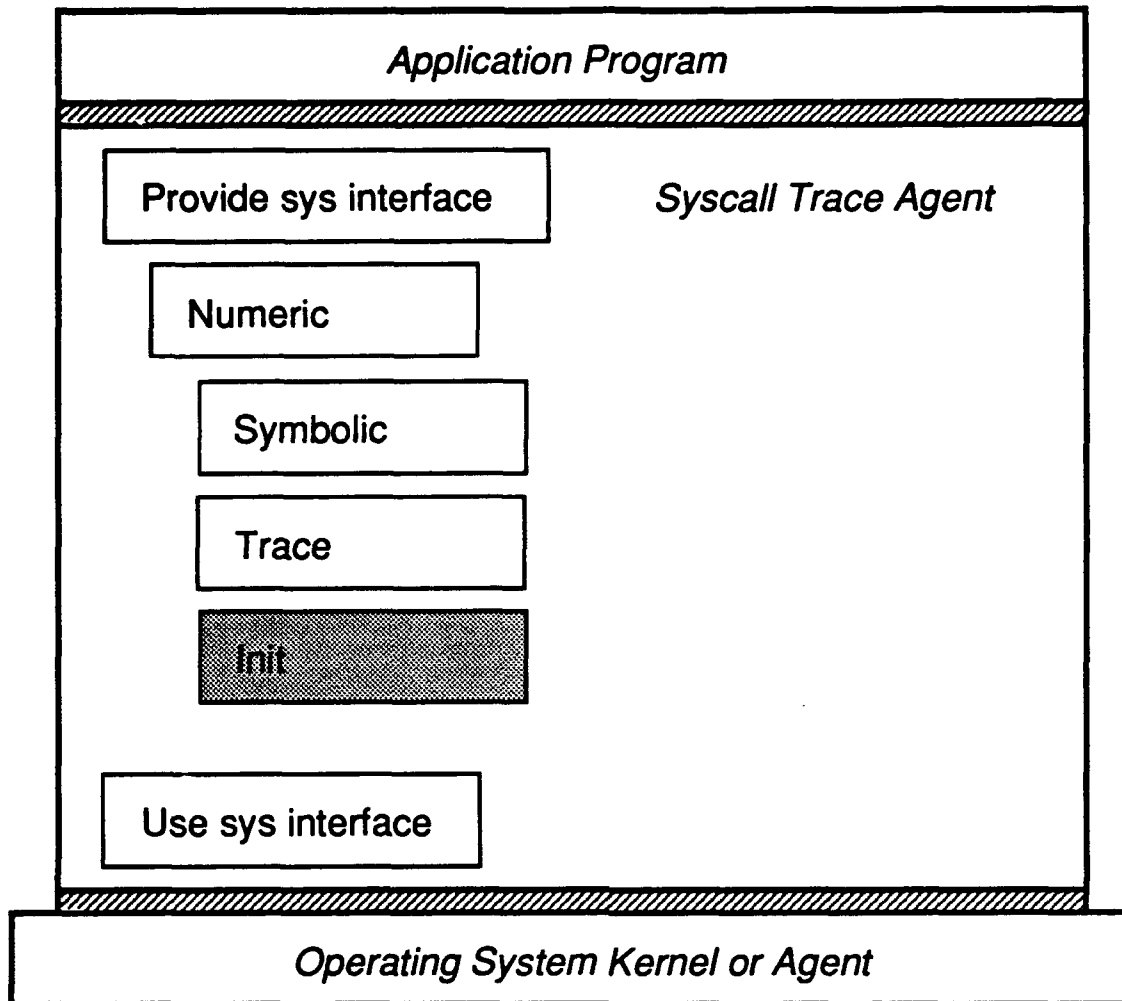 Application Program
Provide sys interface
Syscall Trace Agent
Numeric
Symbolic
Trace
Init
Use sys interface
Operating System Kernel or Agent